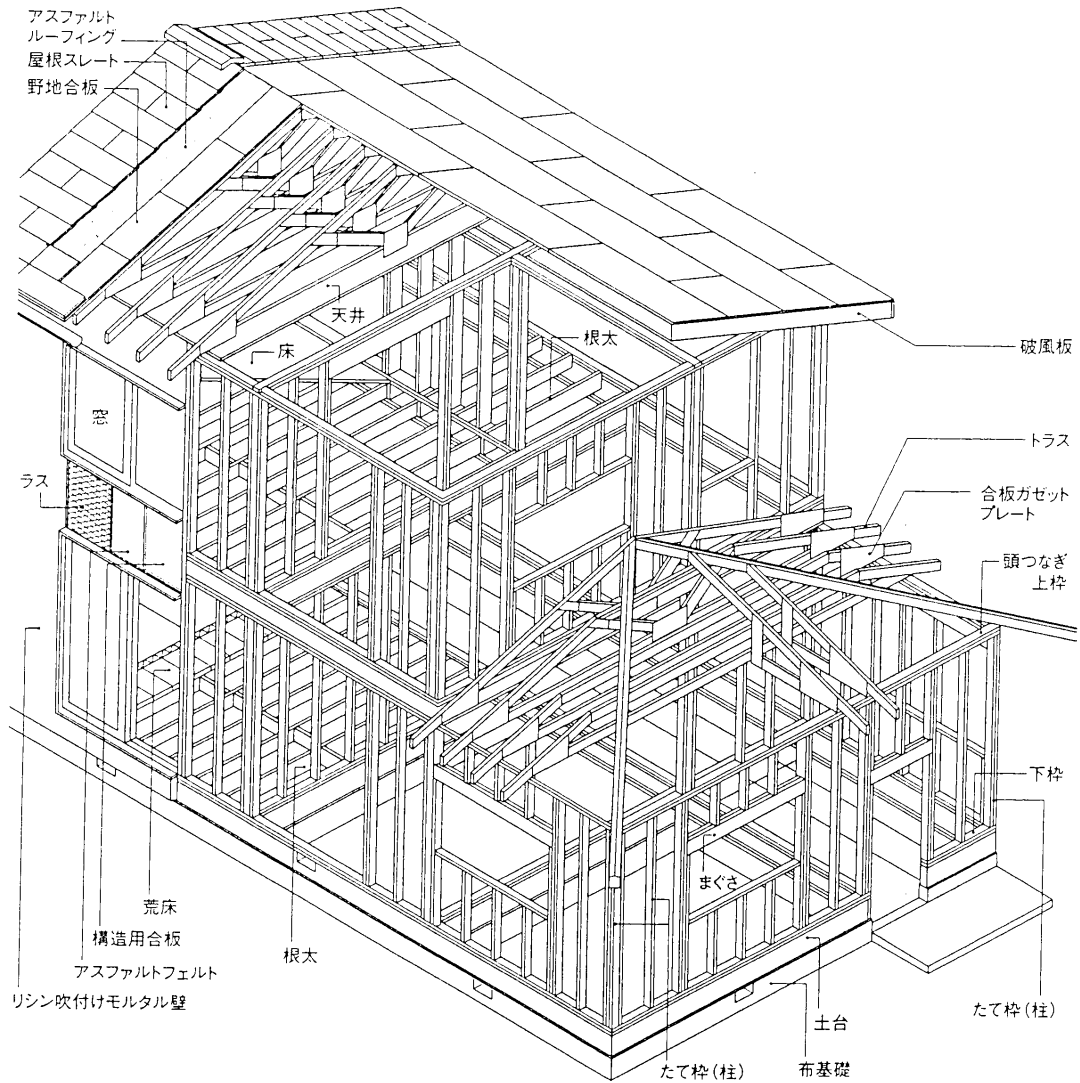 アスファルト
ルーフィング
屋根スレート
野地合板
天井
床
根太
破風板
窓
トラス
ラス
合板ガゼット
プレート
頭つなぎ
上枠
下枠
まぐさ
荒床
構造用合板
根太
アスファルトフェルト
リシン吹付けモルタル壁
たて枠(柱)
土台
たて枠(柱)
布基礎